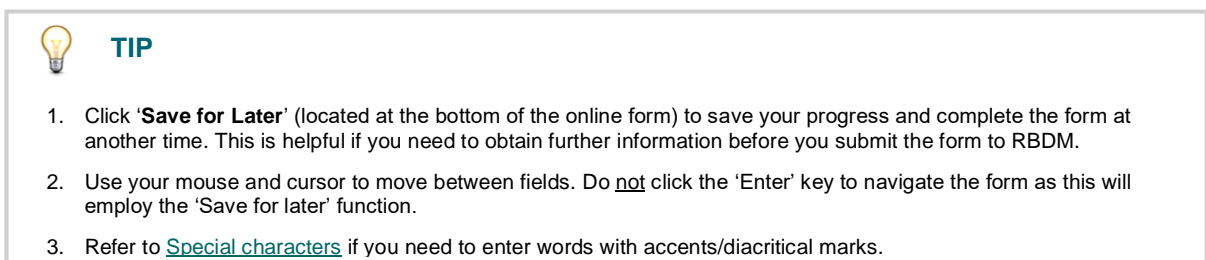 TIP
1. Click ‘Save for Later’ (located at the bottom of the online form) to save your progress and complete the form at
another time. This is helpful if you need to obtain further information before you submit the form to RBDM.
2. Use your mouse and cursor to move between fields. Do not click the ‘Enter’ key to navigate the form as this will
employ the ‘Save for later’ function.
3. Refer to Special characters if you need to enter words with accents/diacritical marks.